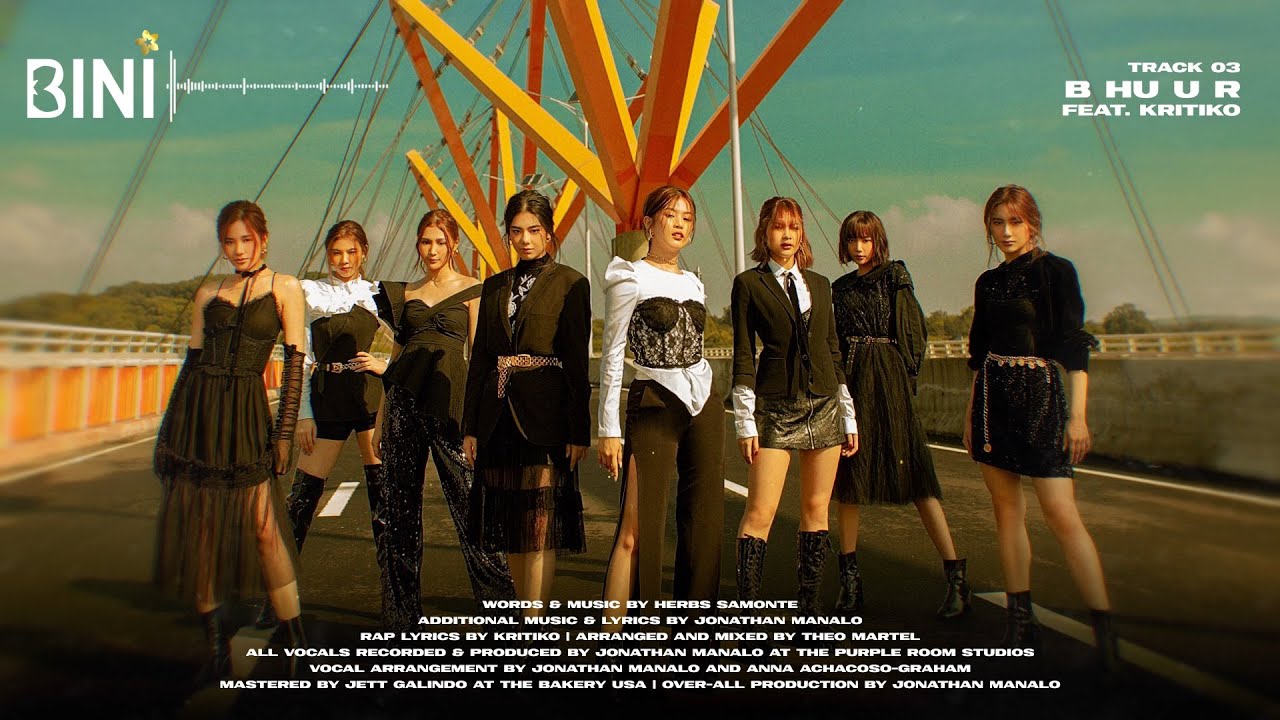 BINI
TRACK 03
B HU U R
FEAT. KRITIKO
WORDS & MUSIC BY HERBS SAMONTE
ADDITIONAL MUSIC & LYRICS BY JONATHAN MANALO
RAP LYRICS BY KRITIKO | ARRANGED AND MIXED BY THEO MARTEL
ALL VOCALS RECORDED & PRODUCED BY JONATHAN MANALO AT THE PURPLE ROOM STUDIOS
VOCAL ARRANGEMENT BY JONATHAN MANALO AND ANNA ACHACOSO-GRAHAM
MASTERED BY JETT GALINDO AT THE BAKERY USA | OVER-ALL PRODUCTION BY JONATHAN MANALO